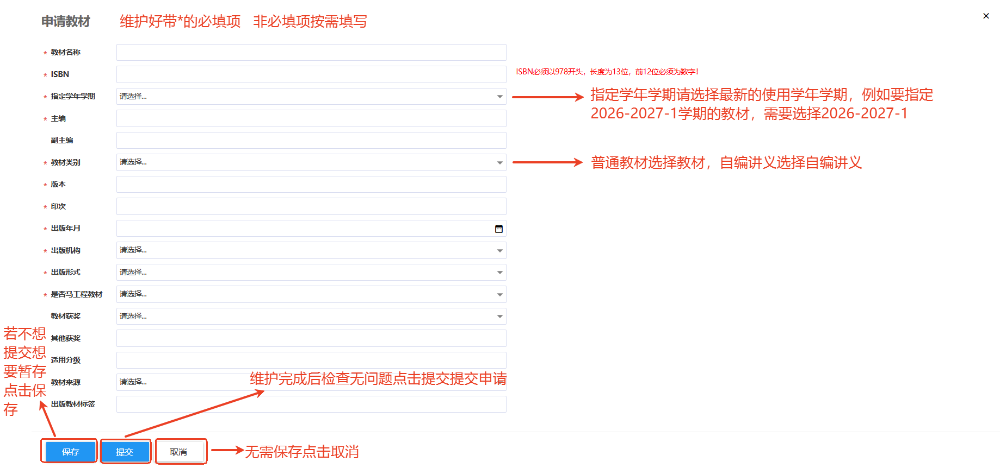 申请教材 维护好带*的必填项 非必填项按需填写
* 教材名称
* ISBN
ISBN必须以978开头，长度为13位，前12位必须为数字！
* 指定学年学期 请选择...
指定学年学期请选择最新的使用学年学期，例如要指定
2026-2027-1学期的教材，需要选择2026-2027-1
* 主编
副主编
* 教材类别 请选择...
普通教材选择教材，自编讲义选择自编讲义
* 版本
* 印次
* 出版年月
* 出版机构 请选择...
* 出版形式 请选择...
* 是否马工程教材 请选择...
教材获奖 请选择...
其他获奖
适用分级
教材来源 请选择...
出版教材标签
若不想
提交想
要暂存
点击保
存
维护完成后检查无问题点击提交提交申请
保存 提交 取消
无需保存点击取消